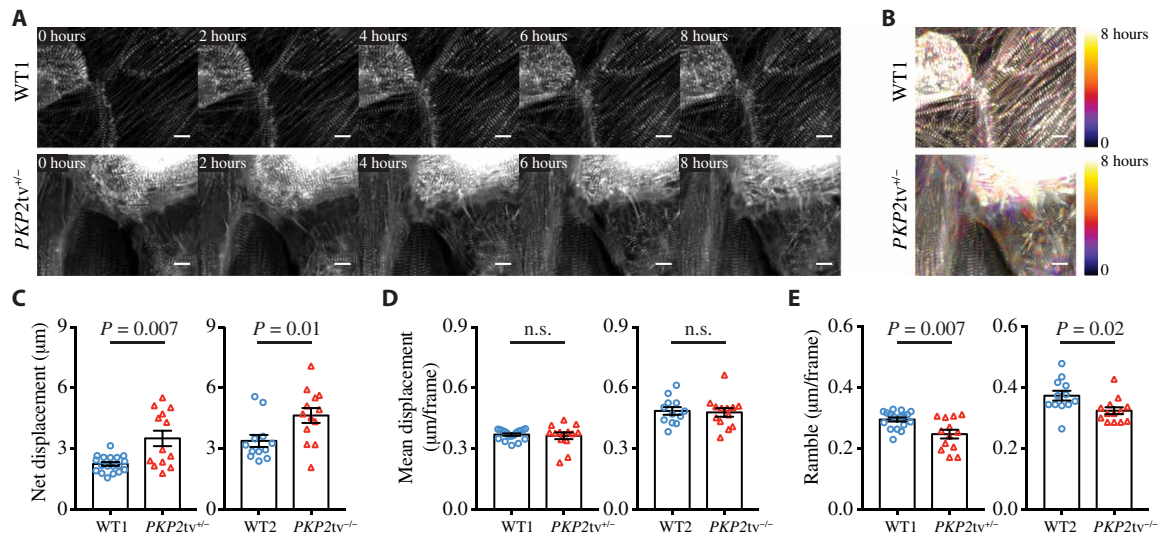 A
B
0 hours 2 hours 4 hours 6 hours 8 hours
WT1
8 hours
0
0 hours 2 hours 4 hours 6 hours 8 hours
PKP2tv+/−
8 hours
0
C
D
E
Net displacement (μm)
9
6
3
0
P = 0.007
WT1 PKP2tv+/−
9
6
3
0
P = 0.01
WT2 PKP2tv−/−
Mean displacement
(μm/frame)
0.9
0.6
0.3
0.0
n.s.
WT1 PKP2tv+/−
0.9
0.6
0.3
0.0
n.s.
WT2 PKP2tv−/−
Ramble (μm/frame)
0.6
0.4
0.2
0.0
P = 0.007
WT1 PKP2tv+/−
0.6
0.4
0.2
0.0
P = 0.02
WT2 PKP2tv−/−